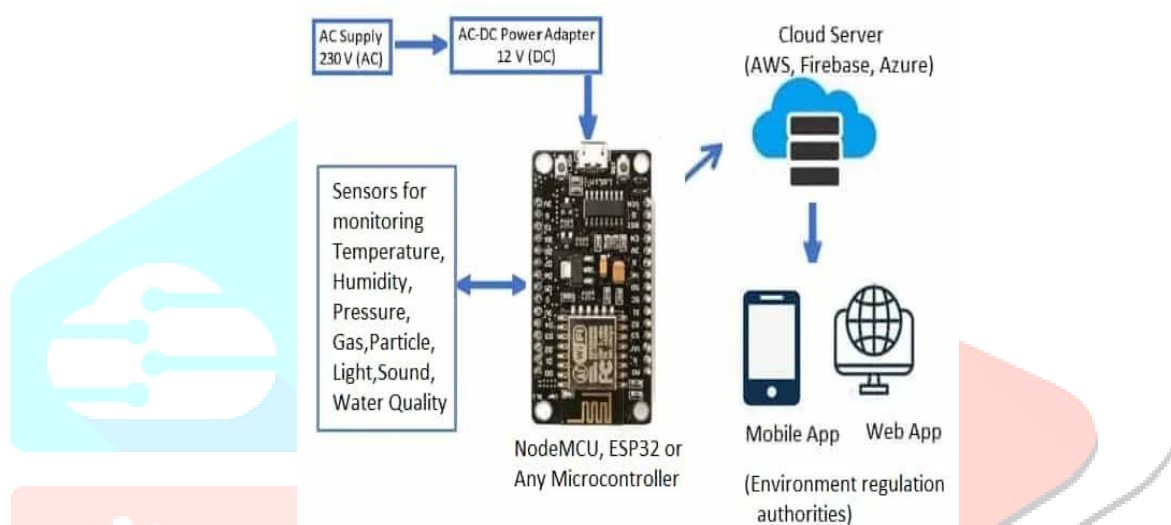 AC Supply
230 V (AC)
AC-DC Power Adapter
12 V (DC)
Cloud Server
(AWS, Firebase, Azure)
Sensors for
monitoring
Temperature,
Humidity,
Pressure,
Gas,Particle,
Light,Sound,
Water Quality
WiFi
NodeMCU, ESP32 or
Any Microcontroller
Mobile App
Web App
(Environment regulation
authorities)